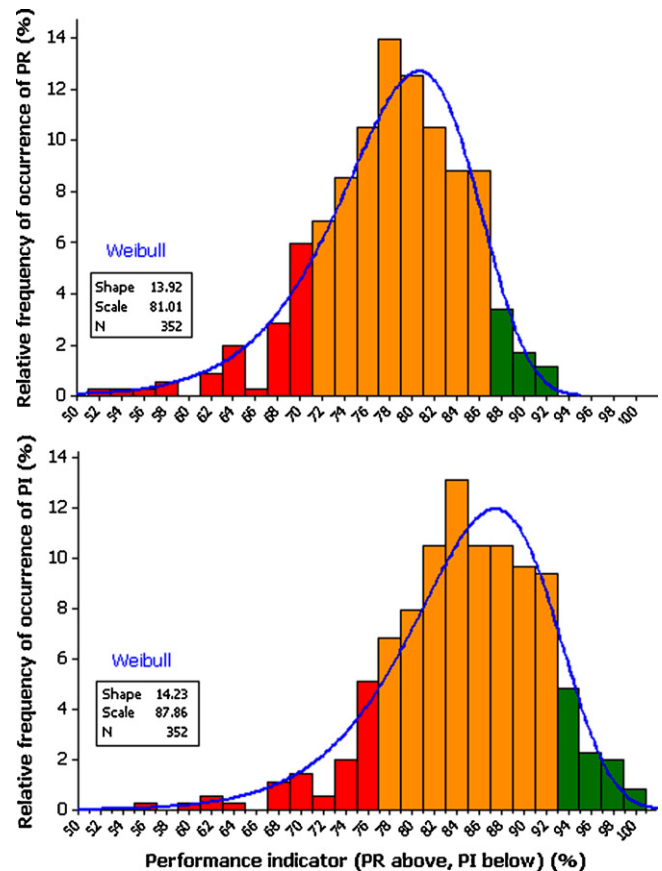 Relative frequency of occurrence of PR (%)
14
12
10
8
6
4
2
0
Weibull
Shape 13.92
Scale 81.01
N 352
50 52 54 56 58 60 62 64 66 68 70 72 74 76 78 80 82 84 86 88 90 92 94 96 98 100
Relative frequency of occurrence of PI (%)
14
12
10
8
6
4
2
0
Weibull
Shape 14.23
Scale 87.86
N 352
50 52 54 56 58 60 62 64 66 68 70 72 74 76 78 80 82 84 86 88 90 92 94 96 98 100
Performance indicator (PR above, PI below) (%)